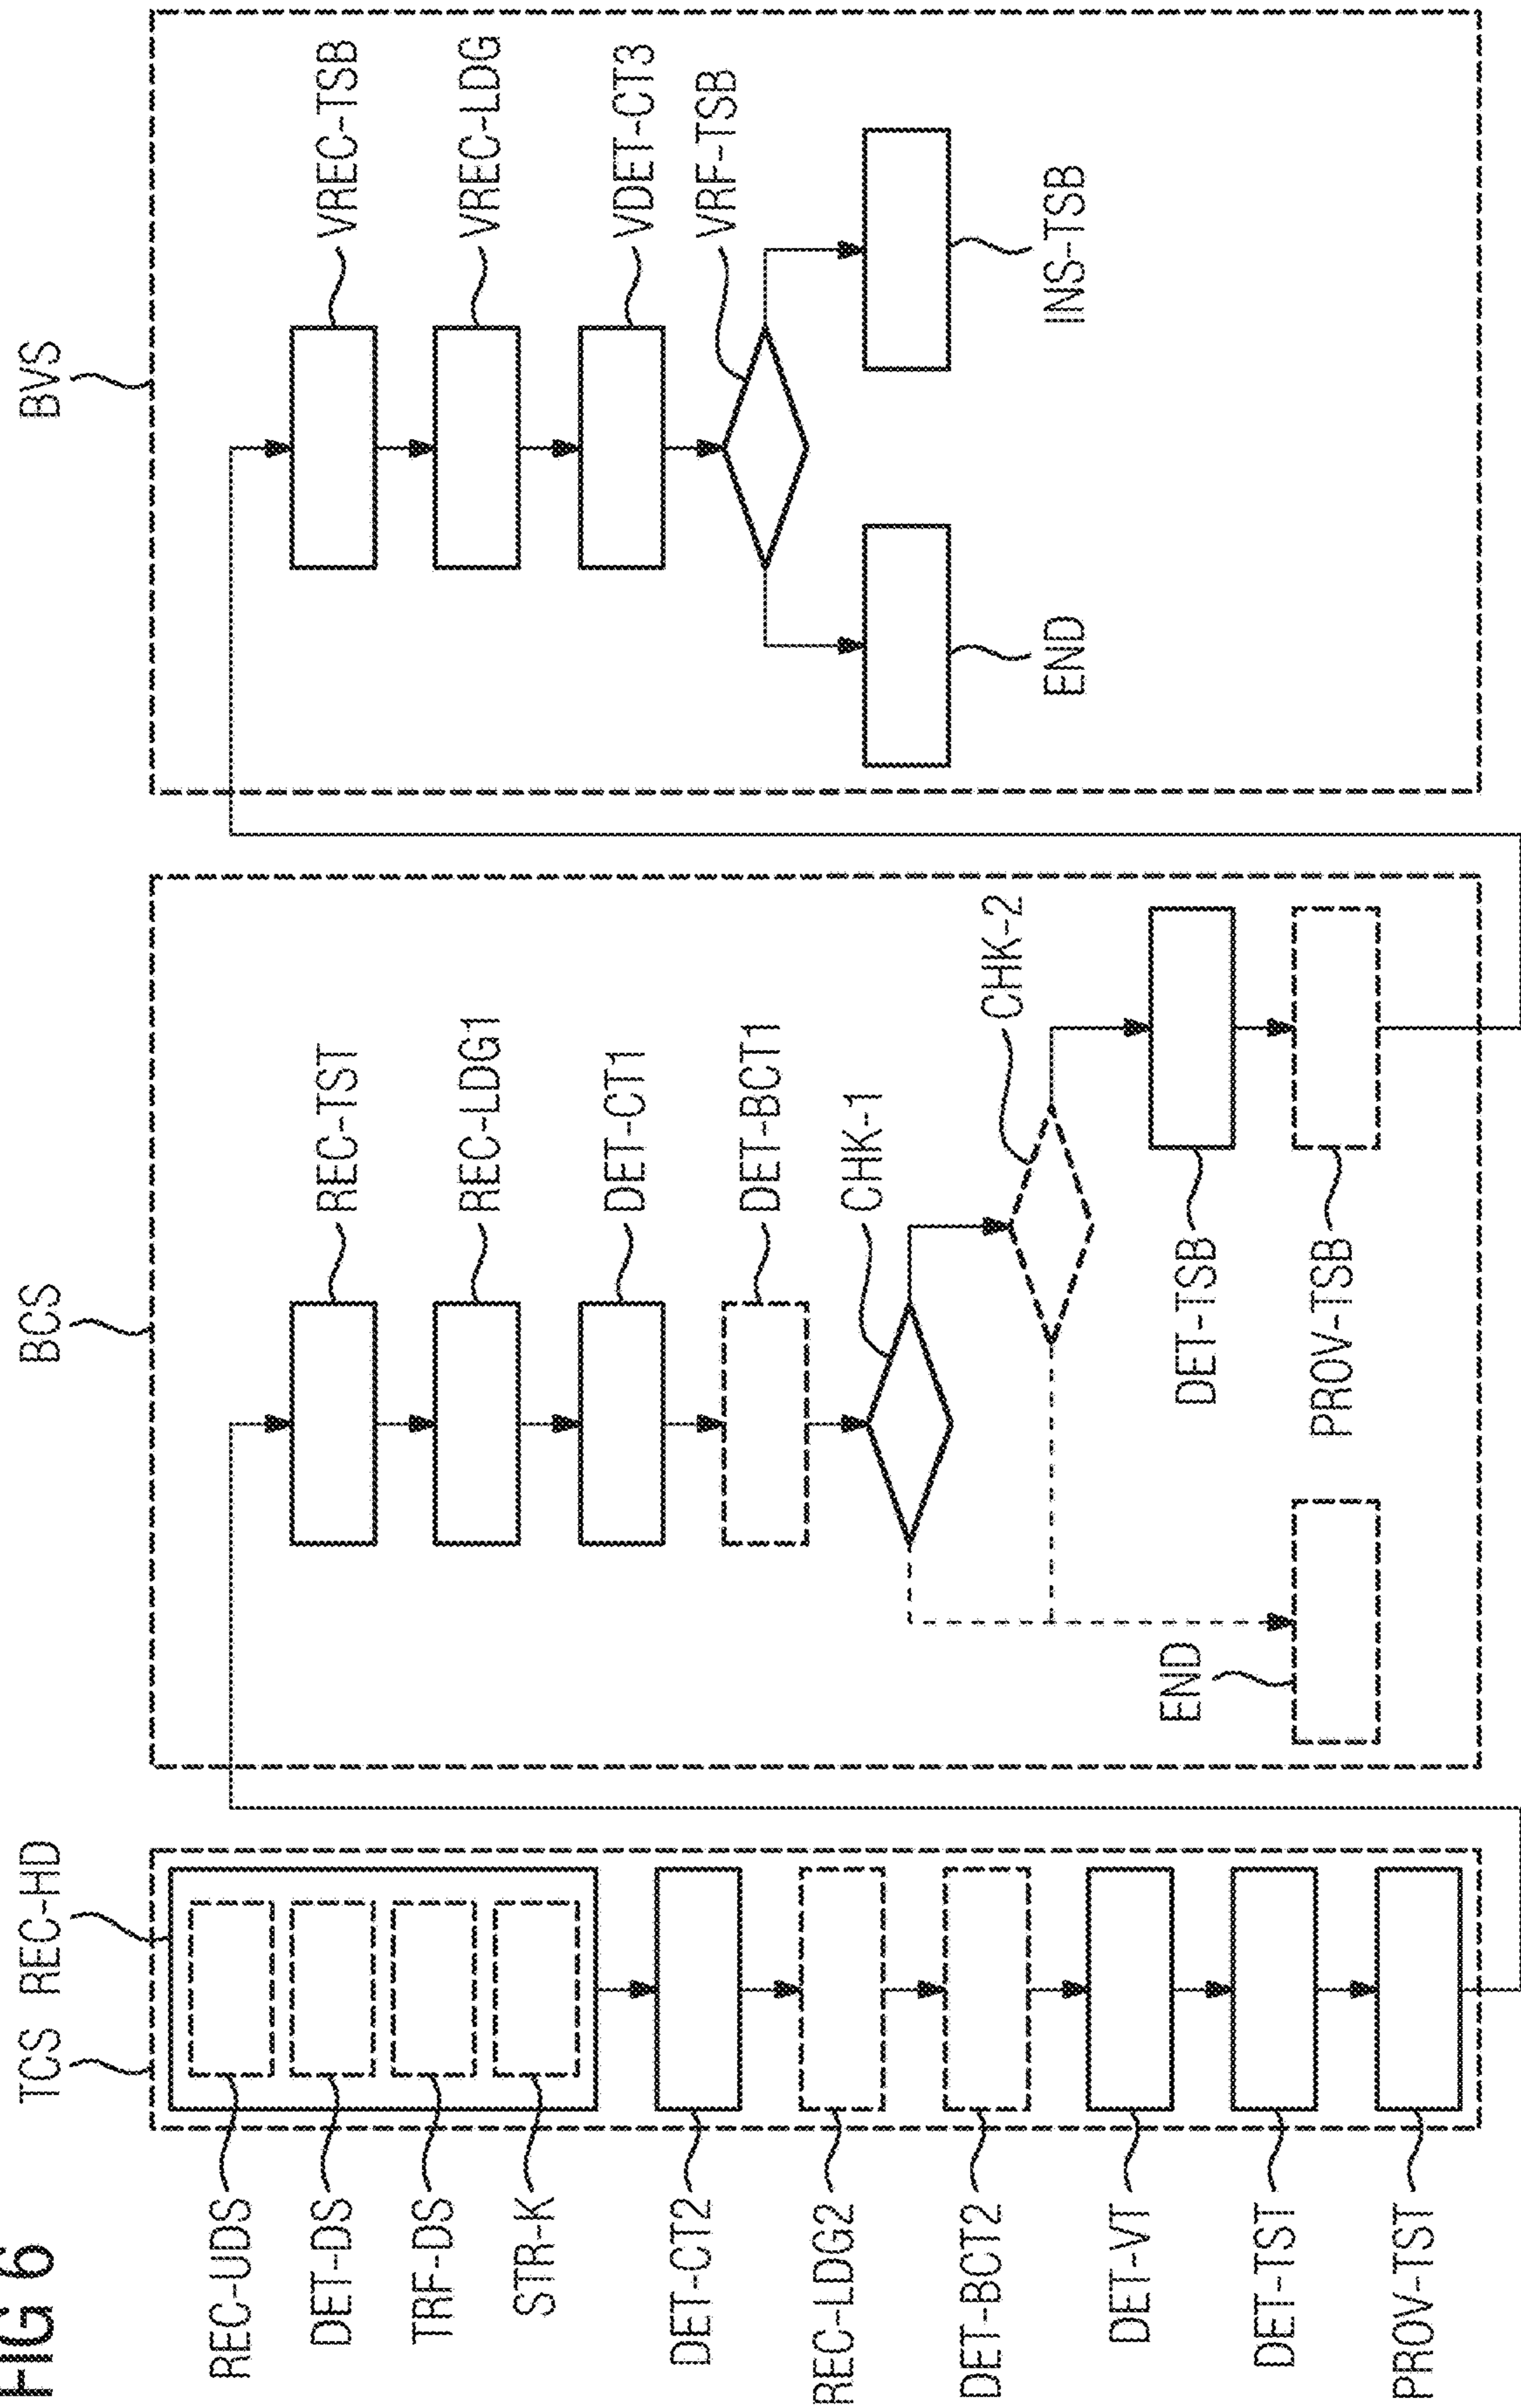 FIG 6
TCS
REC-HD
REC-UDS
DET-DS
TRF-DS
STR-K
DET-CT2
REC-LDG2
DET-BCT2
DET-VT
DET-TST
PROV-TST
BCS
REC-TST
REC-LDG1
DET-CT1
DET-BCT1
CHK-1
CHK-2
DET-TSB
PROV-TSB
END
BVS
VREC-TSB
VREC-LDG
VDET-CT3
VRF-TSB
INS-TSB
END